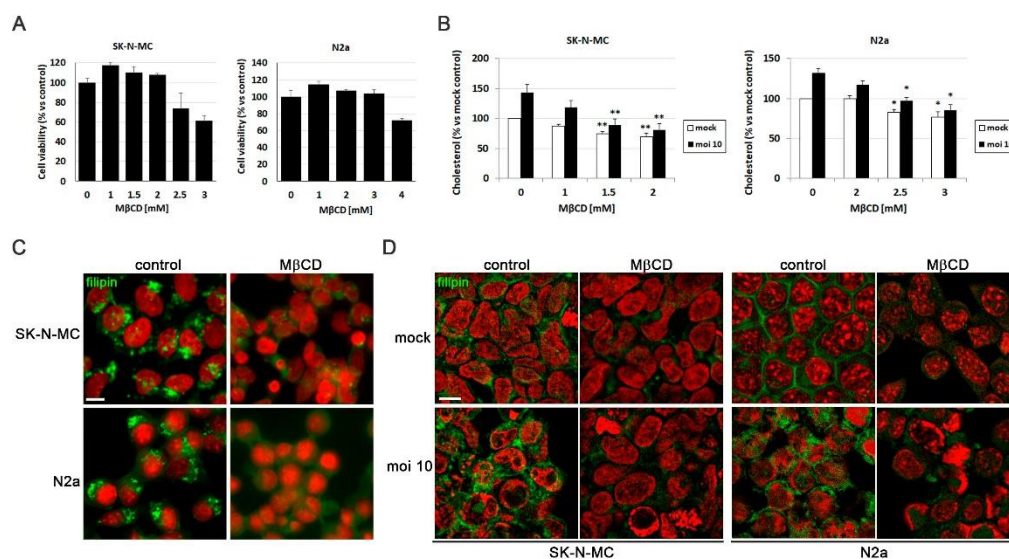 A
SK-N-MC
Cell viability (% vs control)
120
100
80
60
40
20
0
0 1 1.5 2 2.5 3
MβCD [mM]
N2a
Cell viability (% vs control)
140
120
100
80
60
40
20
0
0 1 2 3 4
MβCD [mM]
B
SK-N-MC
Cholesterol (% vs mock control)
200
150
100
50
0
** ** ** **
0 1 1.5 2
MβCD [mM]
mock
moi 10
N2a
Cholesterol (% vs mock control)
150
100
50
0
* * * *
0 2 2.5 3
MβCD [mM]
mock
moi 1
C
control MβCD
filipin
SK-N-MC
N2a
D
control MβCD control MβCD
filipin
mock
moi 10
SK-N-MC N2a